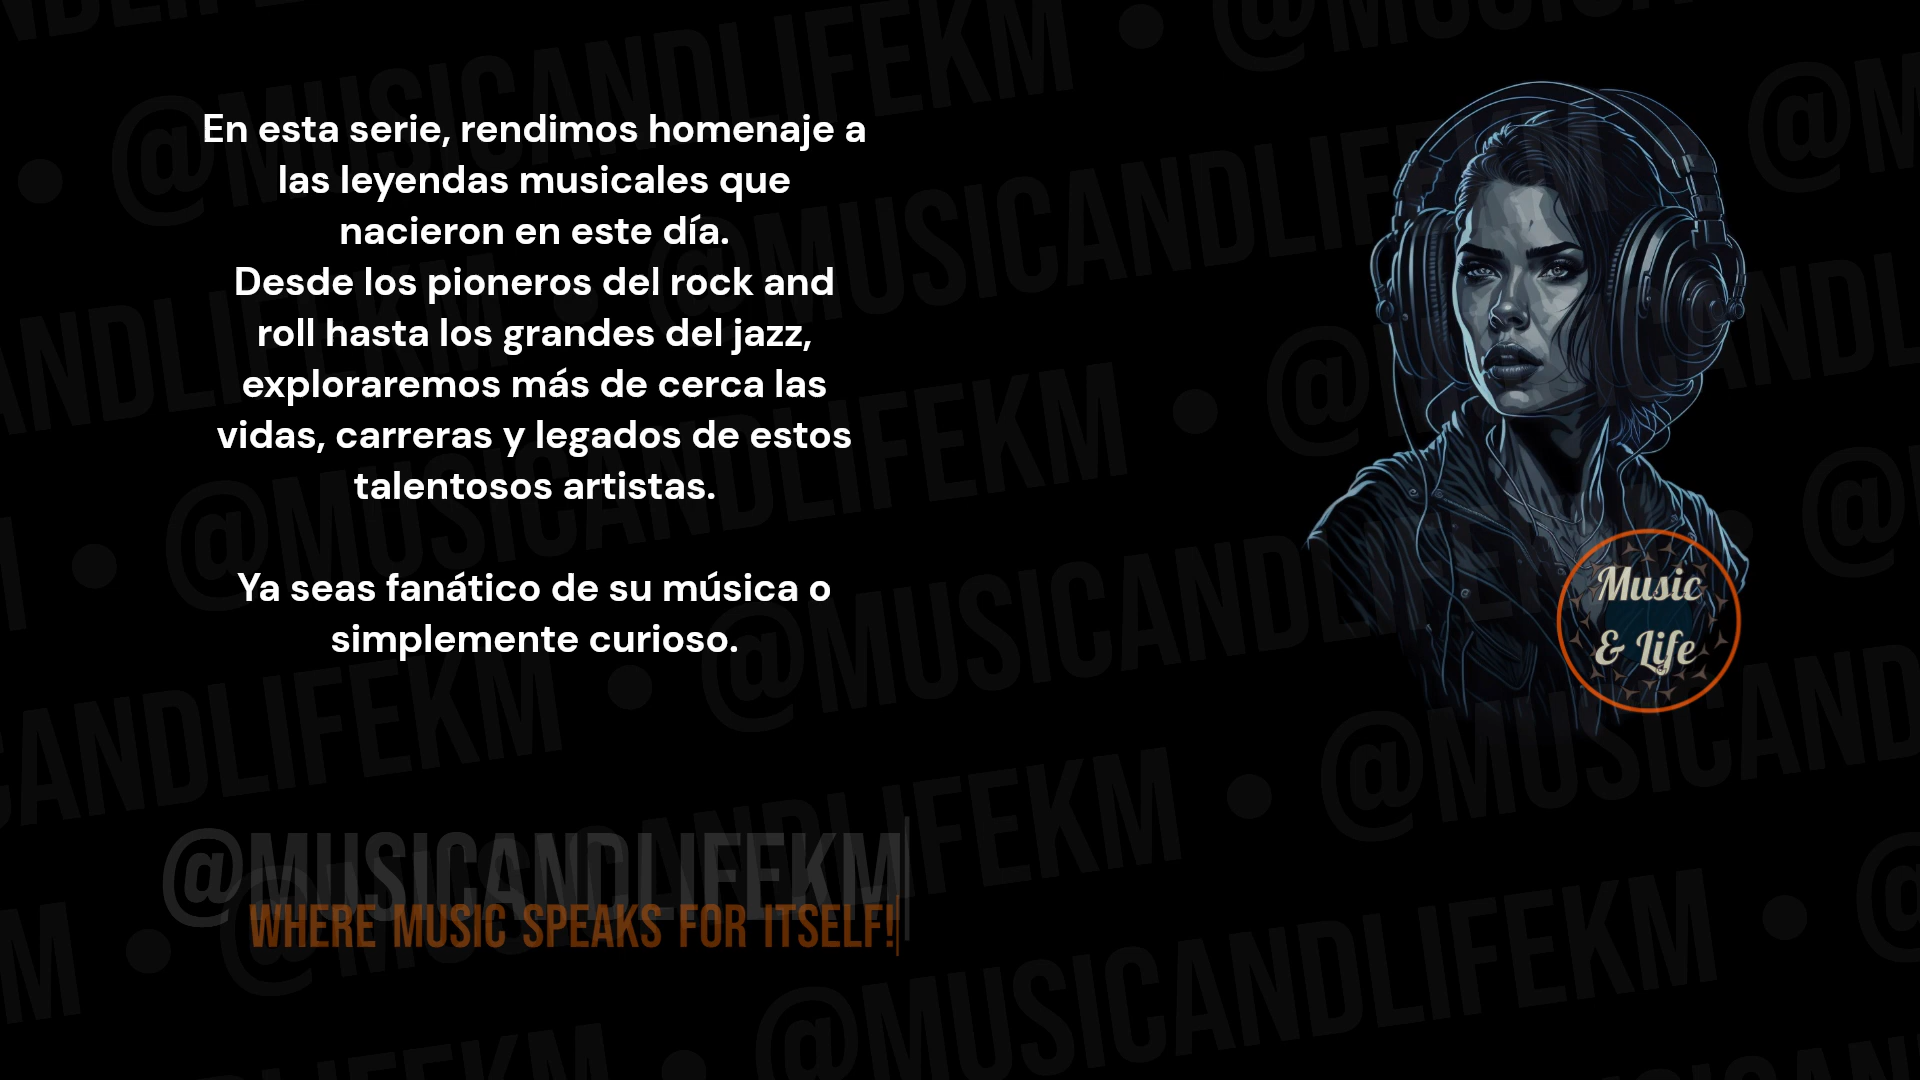 En esta serie, rendimos homenaje a
las leyendas musicales que
nacieron en este día.
Desde los pioneros del rock and
roll hasta los grandes del jazz,
exploraremos más de cerca las
vidas, carreras y legados de estos
talentosos artistas.
Ya seas fanático de su música o
simplemente curioso.
Music
& Life
@MUSICANDLIFEKM
WHERE MUSIC SPEAKS FOR ITSELF!